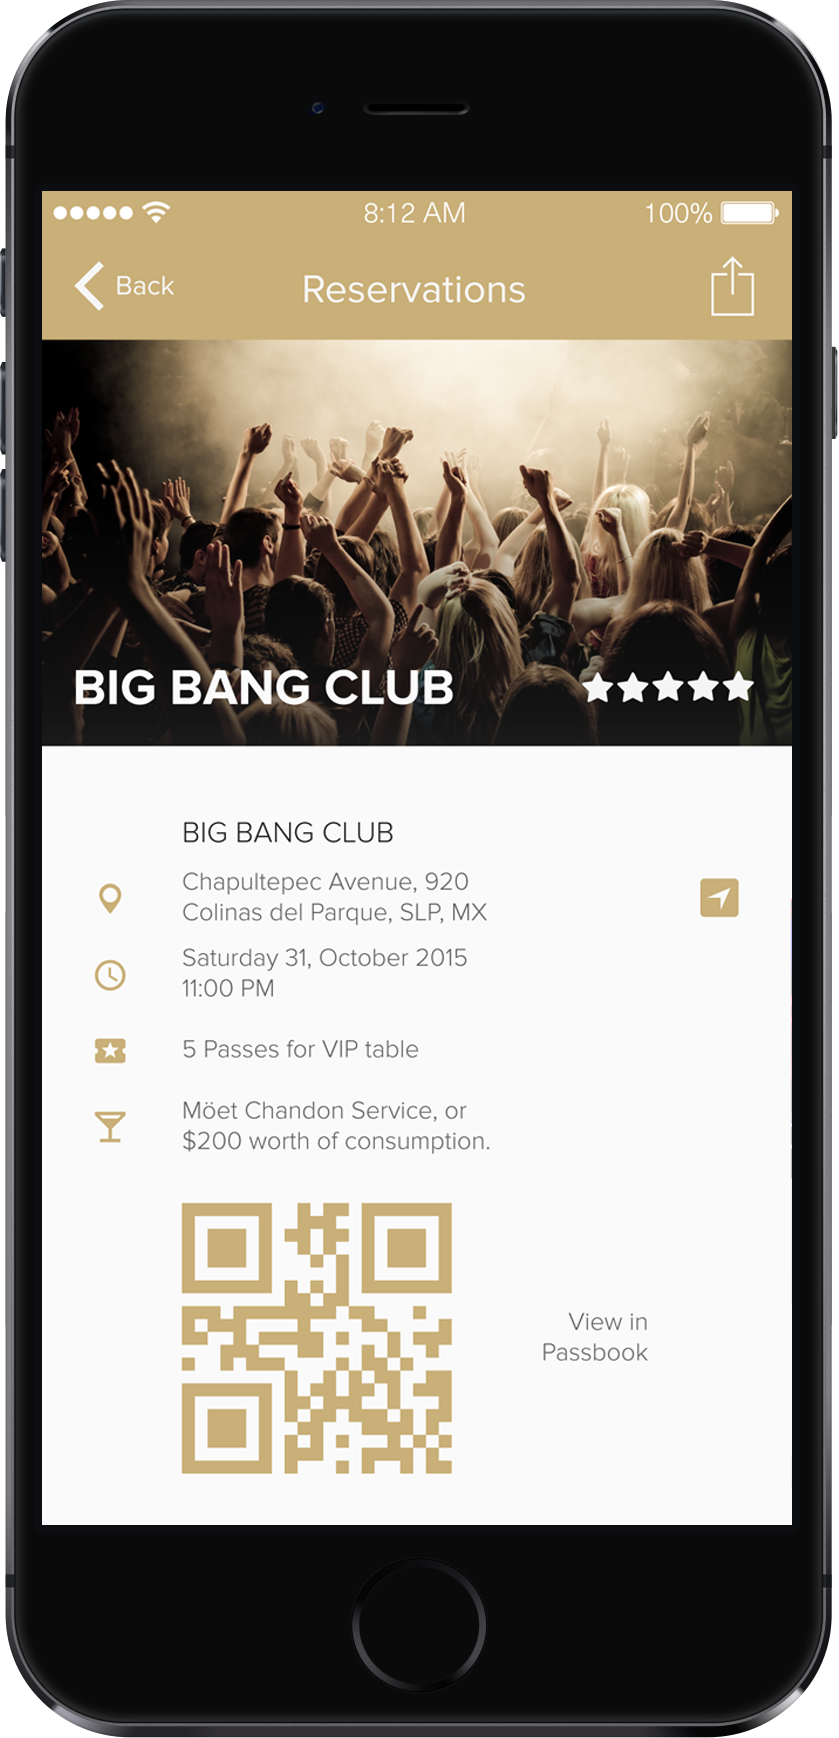 8:12 AM
100%
Back
Reservations
BIG BANG CLUB
BIG BANG CLUB
Chapultepec Avenue, 920
Colinas del Parque, SLP, MX
Saturday 31, October 2015
11:00 PM
5 Passes for VIP table
Möet Chandon Service, or
$200 worth of consumption.
View in
Passbook